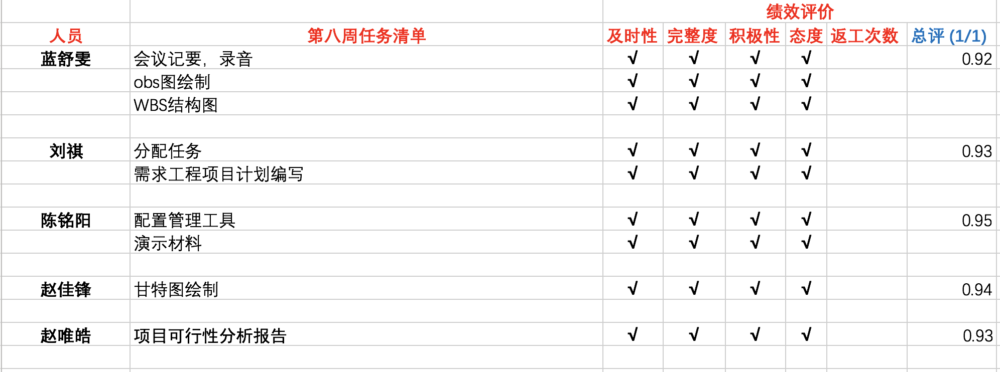 绩效评价
人员 第八周任务清单 及时性 完整度 积极性 态度 返工次数 总评 (1/1)
蓝舒雯 会议记要，录音 √ √ √ √ 0.92
obs图绘制 √ √ √ √
WBS结构图 √ √ √ √
刘祺 分配任务 √ √ √ √ 0.93
需求工程项目计划编写 √ √ √ √
陈铭阳 配置管理工具 √ √ √ √ 0.95
演示材料 √ √ √ √
赵佳锋 甘特图绘制 √ √ √ √ 0.94
赵唯皓 项目可行性分析报告 √ √ √ √ 0.93